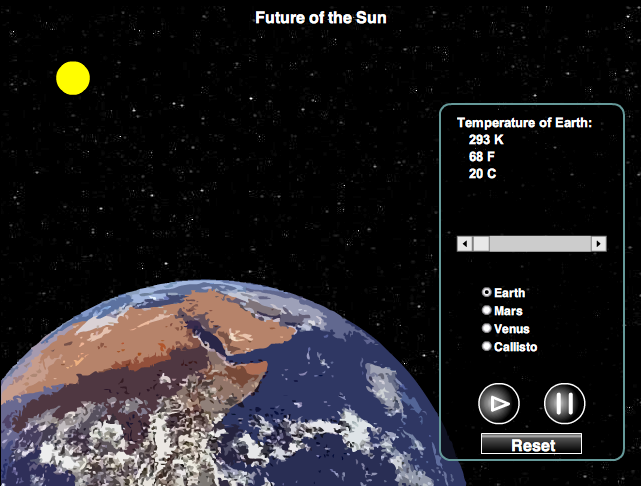 Future of the Sun
Temperature of Earth:
293 K
68 F
20 C
Earth
Mars
Venus
Callisto
Reset